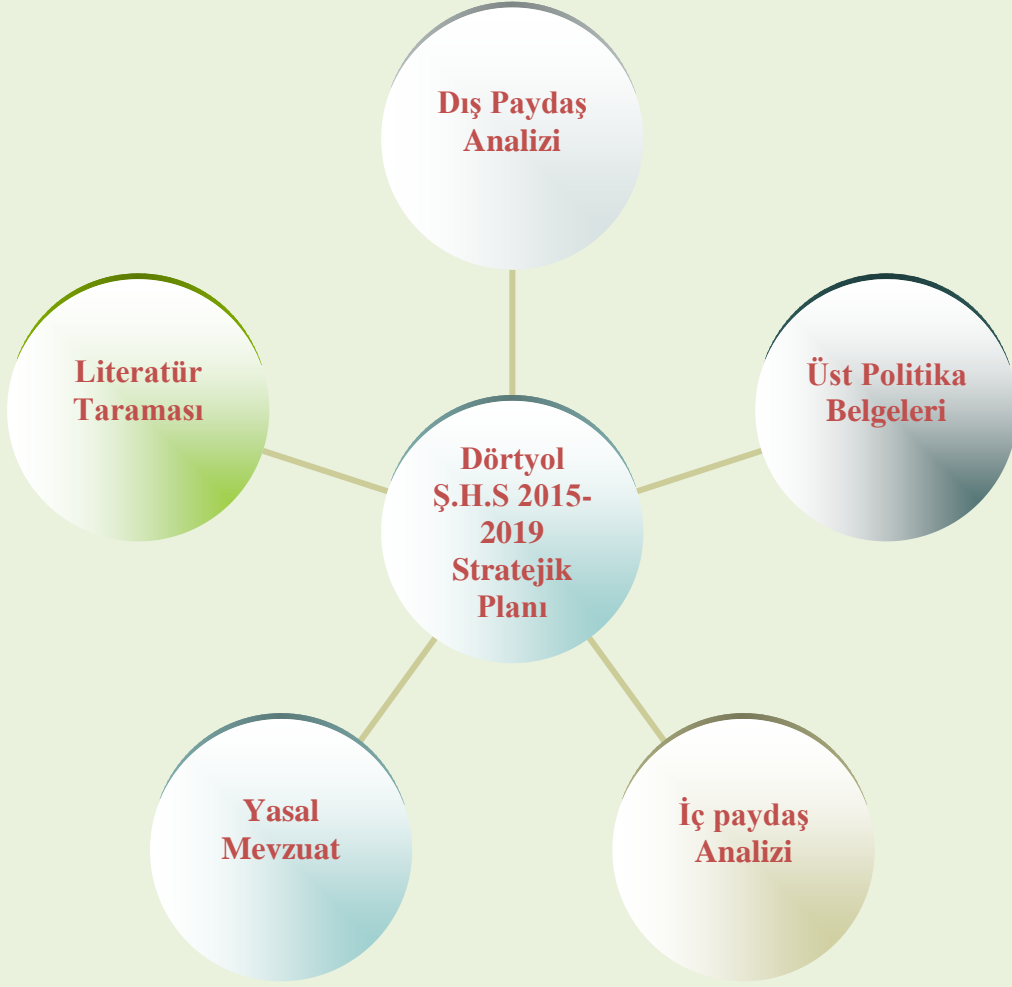 Dış Paydaş
Analizi
Literatür
Taraması
Üst Politika
Belgeleri
Dörtyol
Ş.H.S 2015-
2019
Stratejik
Planı
Yasal
Mevzuat
İç paydaş
Analizi